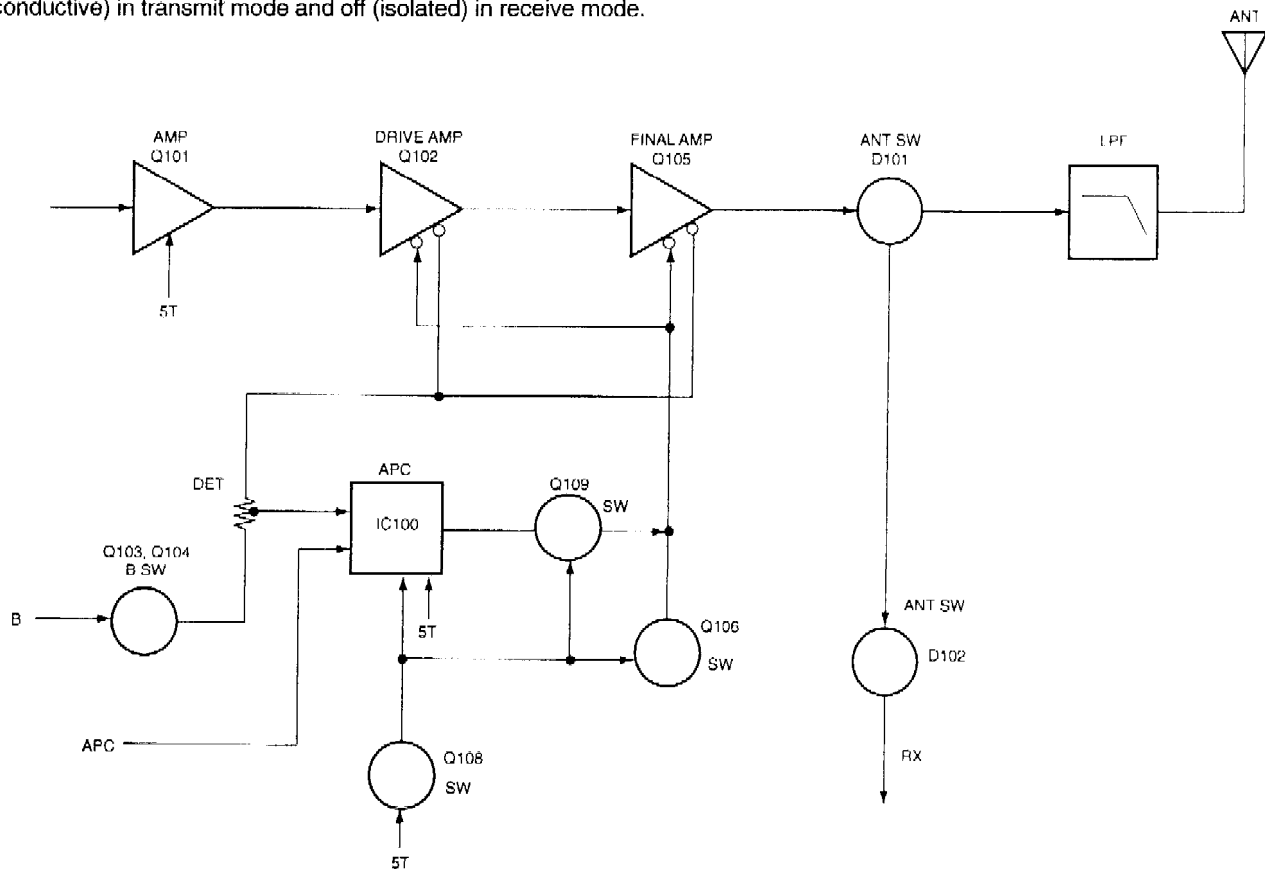 conductive) in transmit mode and off (isolated) in receive mode.
ANT
AMP
Q101
DRIVE AMP
Q102
FINAL AMP
Q105
ANT SW
D101
LPF
5T
DET
APC
IC100
Q109
SW
Q103, Q104
B SW
B
5T
Q106
SW
ANT SW
D102
APC
Q108
SW
RX
5T